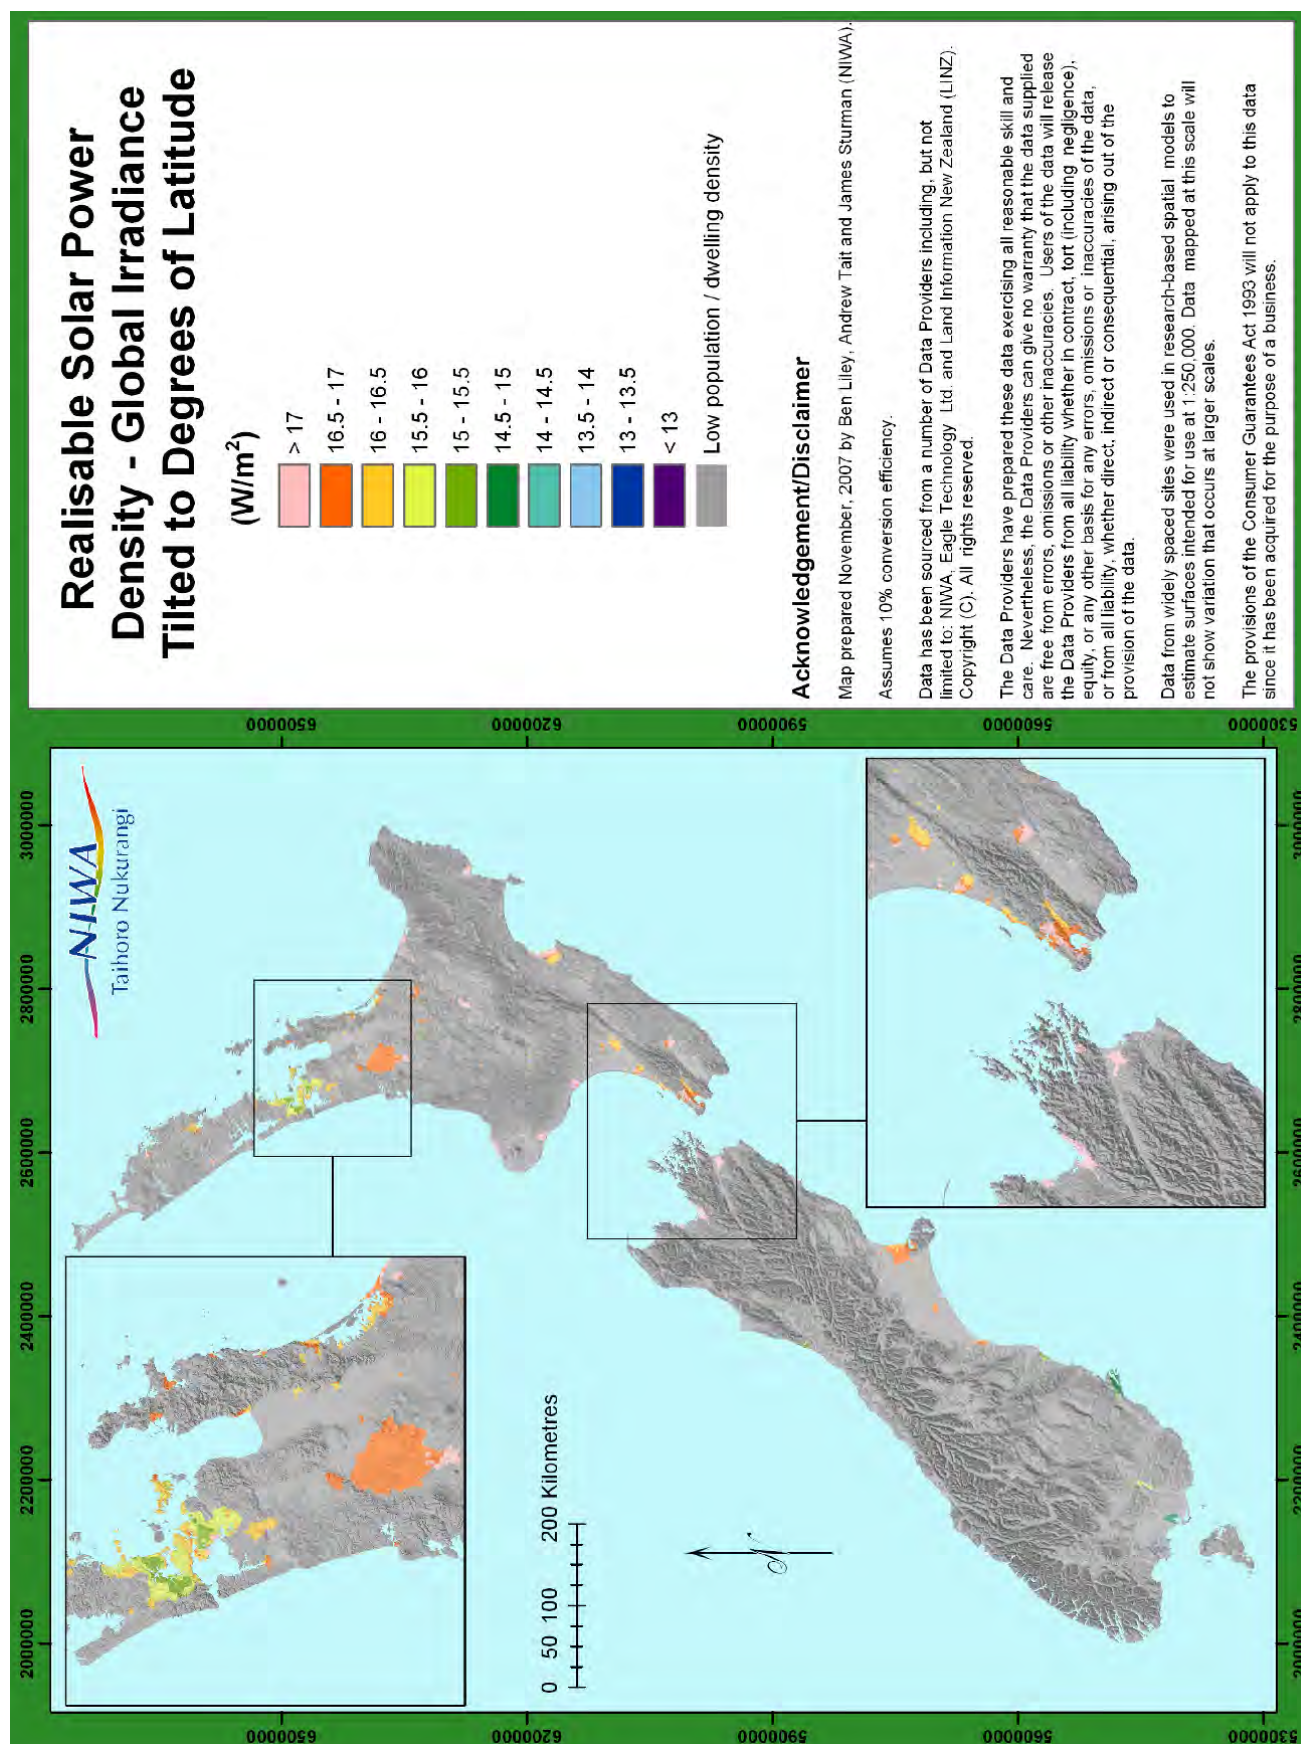 Realisable Solar Power
Density - Global Irradiance
Tilted to Degrees of Latitude
(W/m²)
> 17
16.5 - 17
16 - 16.5
15.5 - 16
15 - 15.5
14.5 - 15
14 - 14.5
13.5 - 14
13 - 13.5
< 13
Low population / dwelling density
Acknowledgement/Disclaimer
Map prepared November, 2007 by Ben Liley, Andrew Tait and James Sturman (NIWA).
Assumes 10% conversion efficiency.
Data has been sourced from a number of Data Providers including, but not
limited to: NIWA, Eagle Technology Ltd. and Land Information New Zealand (LINZ).
Copyright (C). All rights reserved.
The Data Providers have prepared these data exercising all reasonable skill and
care. Nevertheless, the Data Providers can give no warranty that the data supplied
are free from errors, omissions or other inaccuracies. Users of the data will release
the Data Providers from all liability whether in contract, tort (including negligence),
equity, or any other basis for any errors, omissions or inaccuracies of the data,
or from all liability, whether direct, indirect or consequential, arising out of the
provision of the data.
Data from widely spaced sites were used in research-based spatial models to
estimate surfaces intended for use at 1:250,000. Data mapped at this scale will
not show variation that occurs at larger scales.
The provisions of the Consumer Guarantees Act 1993 will not apply to this data
since it has been acquired for the purpose of a business.
NIWA
Taihoro Nukurangi
2000000
2200000
2400000
2600000
2800000
3000000
6500000
6200000
5900000
5600000
5300000
6500000
6200000
5900000
5600000
5300000
0 50 100 200 Kilometres
N
2000000
2200000
2400000
2600000
2800000
3000000